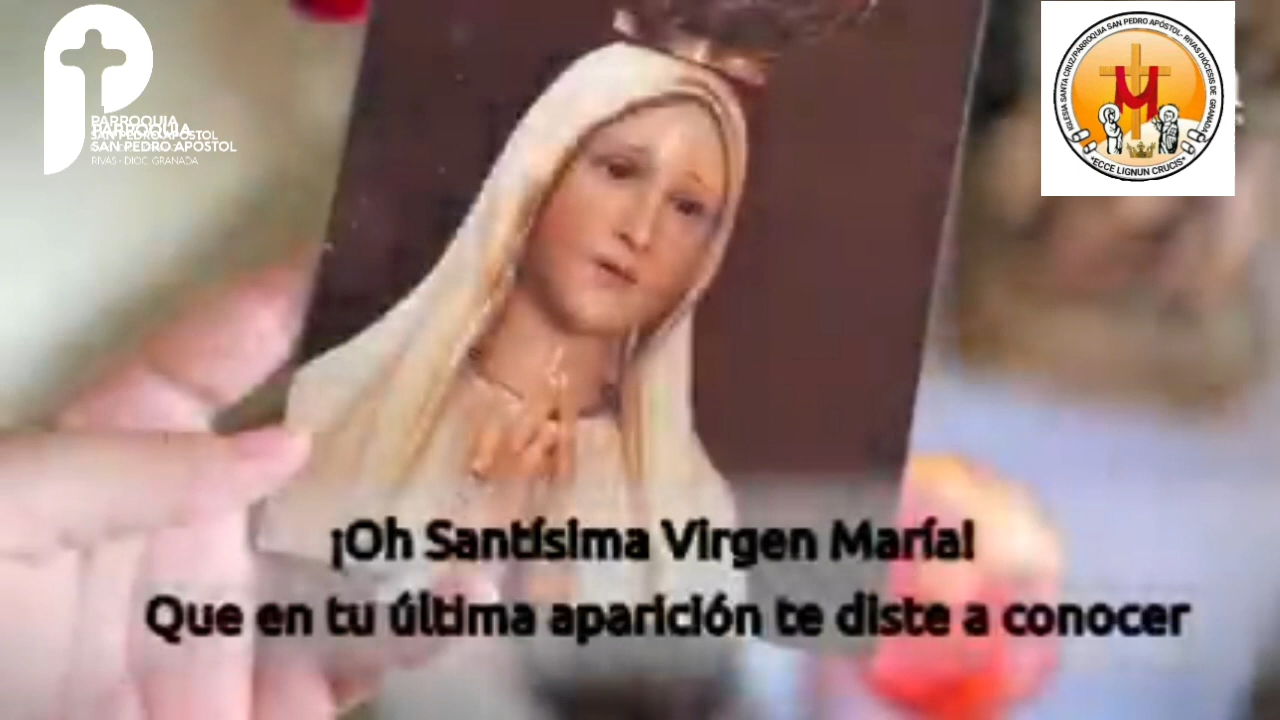 PARROQUIA
SAN PEDRO APÓSTOL
RIVAS - DIOC. GRANADA
IGLESIA SANTA CRUZ/PARROQUIA SAN PEDRO APÓSTOL- RIVAS DIÓCESIS DE GRANADA
*ECCE LIGNUN CRUCIS*
¡Oh Santísima Virgen María!
Que en tu última aparición te diste a conocer